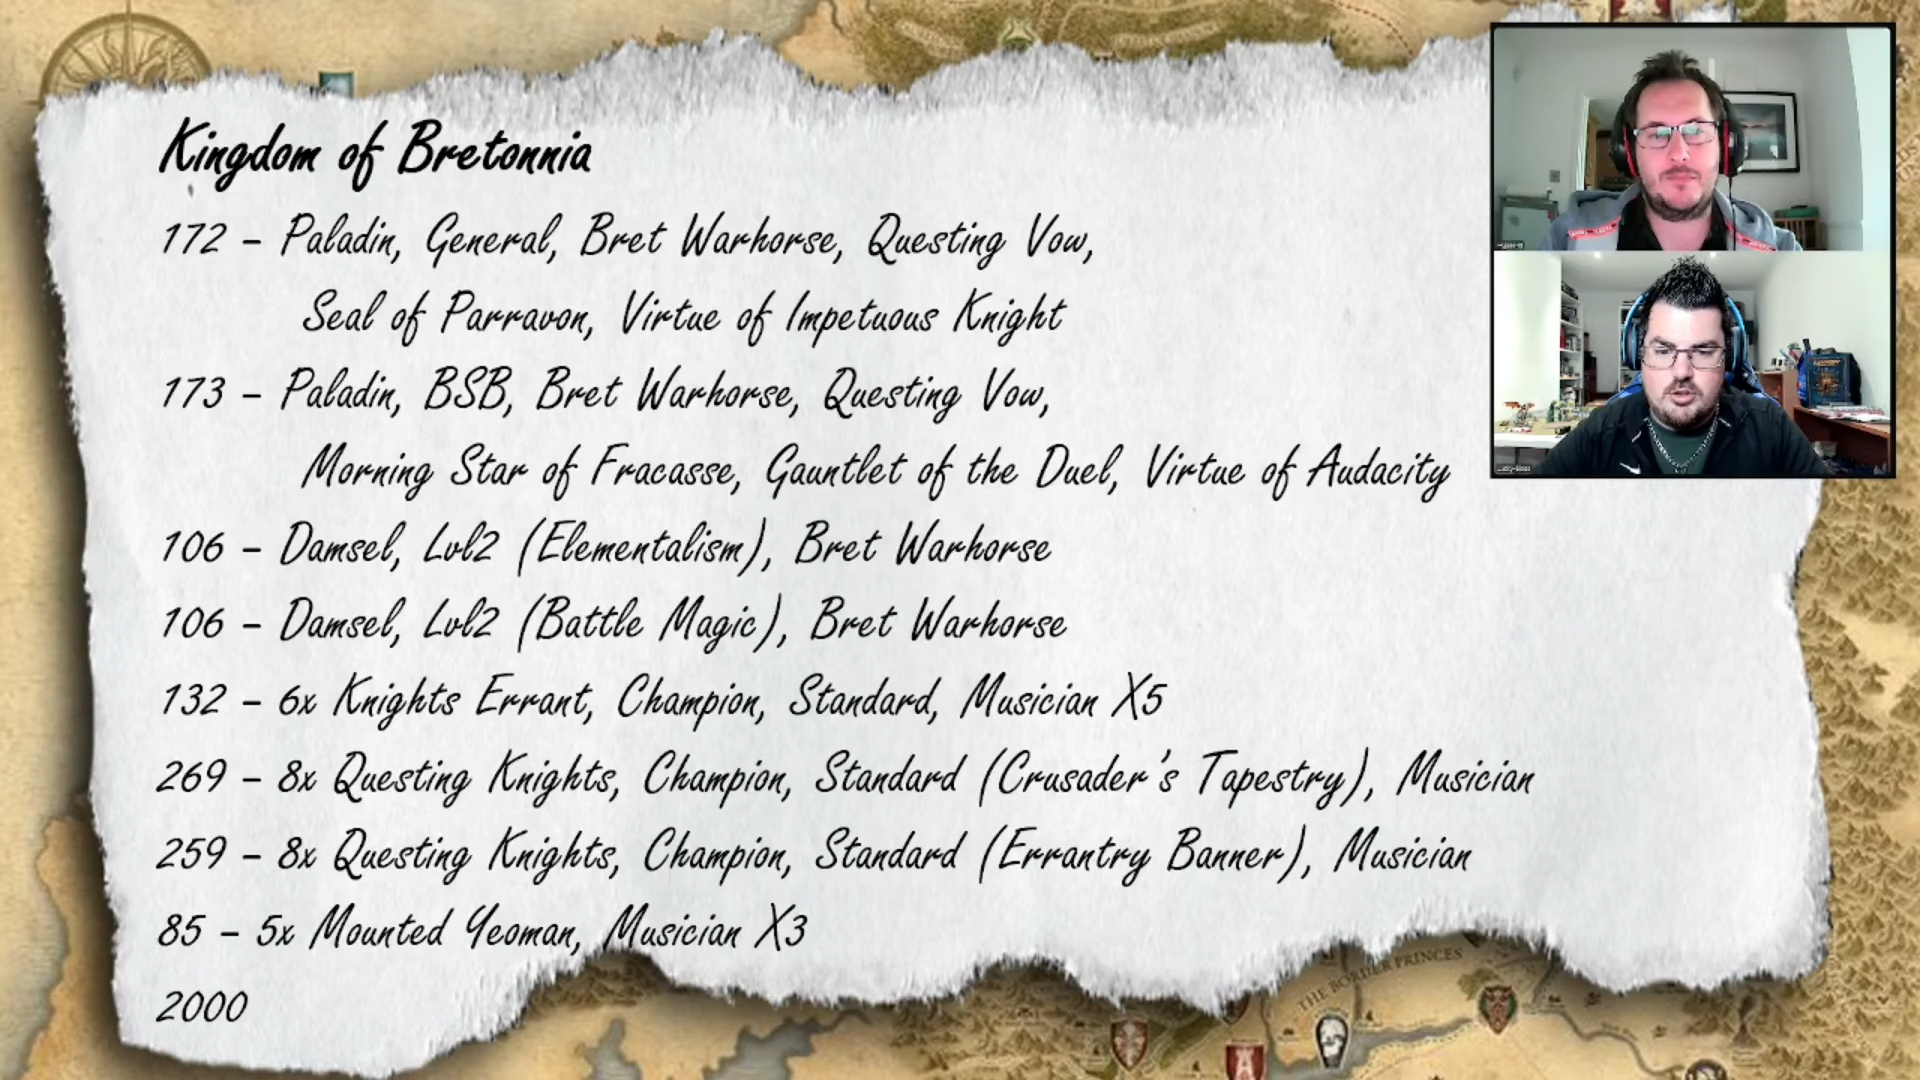 Kingdom of Bretonnia
172 – Paladin, General, Bret Warhorse, Questing Vow,
Seal of Parravon, Virtue of Impetuous Knight
173 – Paladin, BSB, Bret Warhorse, Questing Vow,
Morning Star of Fracasse, Gauntlet of the Duel, Virtue of Audacity
106 – Damsel, Lvl2 (Elementalism), Bret Warhorse
106 – Damsel, Lvl2 (Battle Magic), Bret Warhorse
132 – 6x Knights Errant, Champion, Standard, Musician X5
269 – 8x Questing Knights, Champion, Standard (Crusader's Tapestry), Musician
259 – 8x Questing Knights, Champion, Standard (Errantry Banner), Musician
85 – 5x Mounted Yeoman, Musician X3
2000
THE BORDER PRINCES